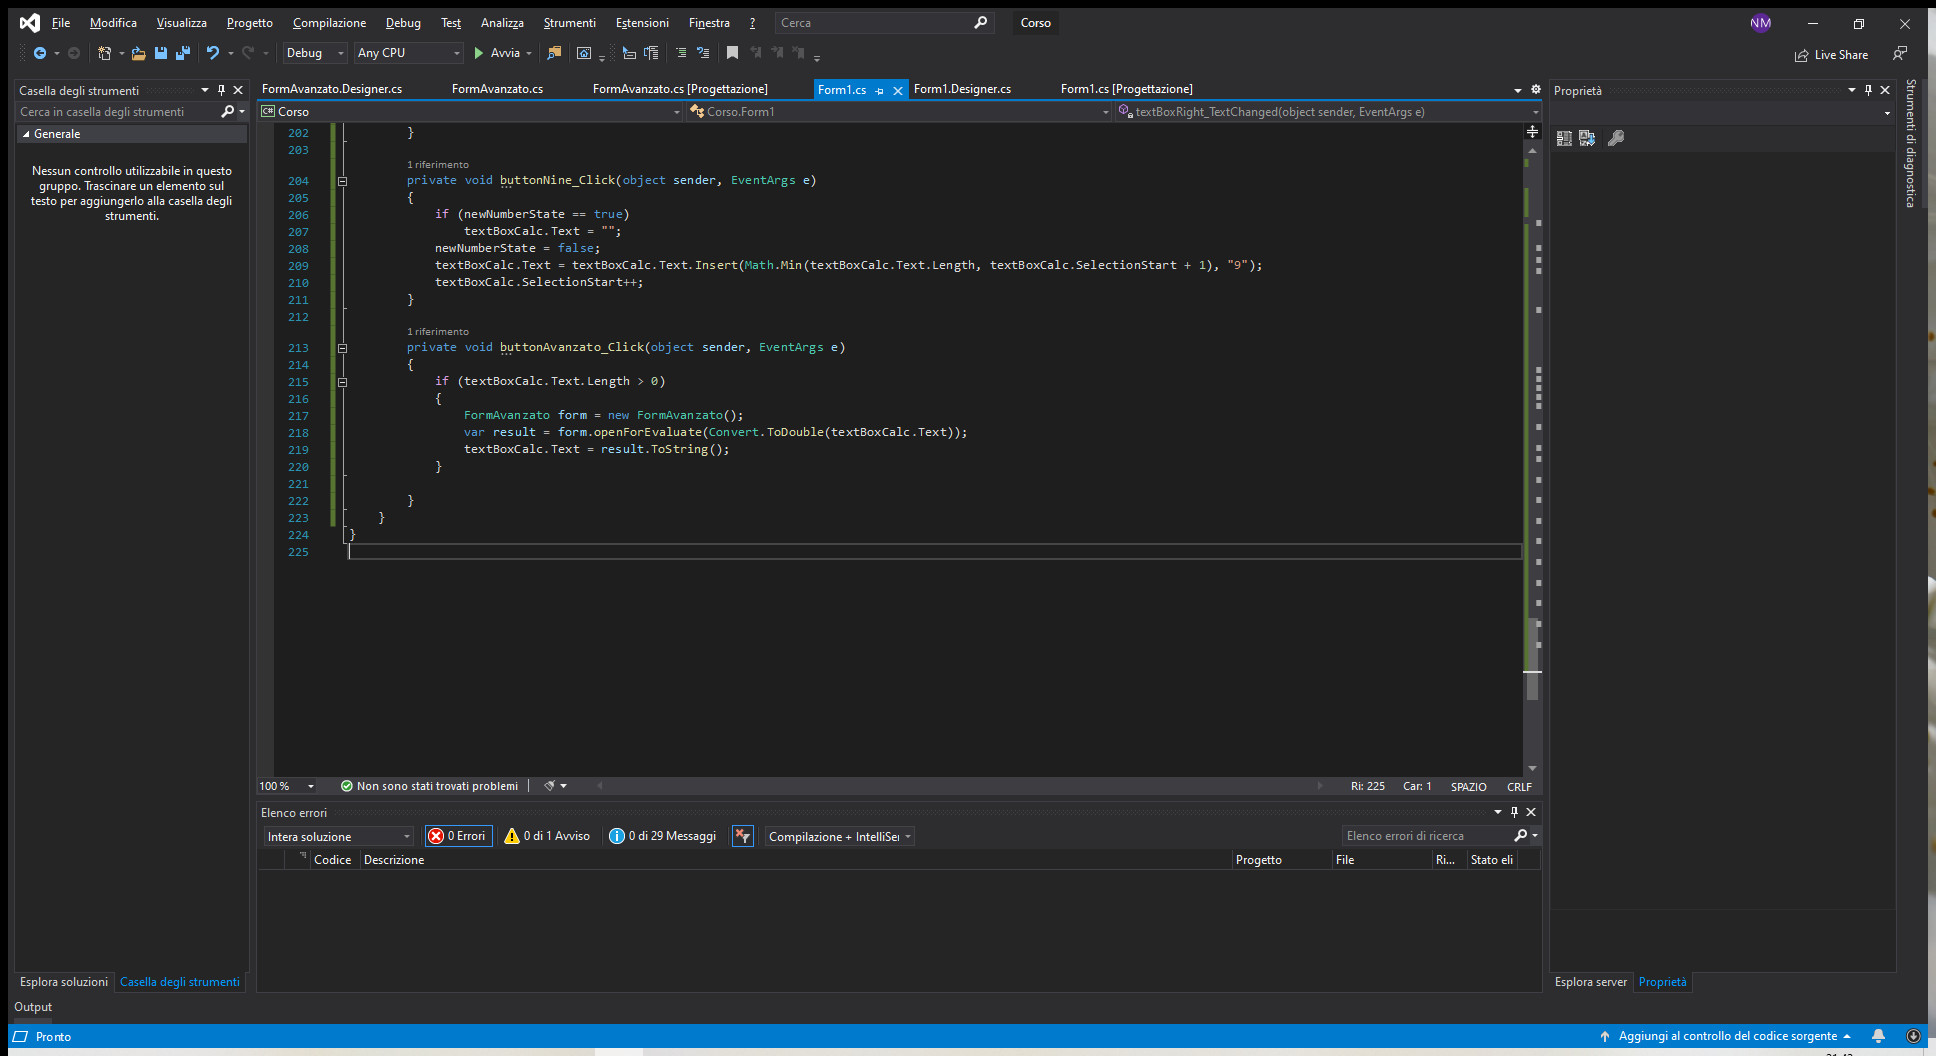 File Modifica Visualizza Progetto Compilazione Debug Test Analizza Strumenti Estensioni Finestra ? Cerca Corso NM
Debug Any CPU Avvia Live Share
Casella degli strumenti
Cerca in casella degli strumenti
Generale
Nessun controllo utilizzabile in questo
gruppo. Trascinare un elemento sul
testo per aggiungerlo alla casella degli
strumenti.
FormAvanzato.Designer.cs FormAvanzato.cs FormAvanzato.cs [Progettazione] Form1.cs Form1.Designer.cs Form1.cs [Progettazione]
C# Corso Corso.Form1 textBoxRight_TextChanged(object sender, EventArgs e)
202 }
203
1 riferimento
204 private void buttonNine_Click(object sender, EventArgs e)
205 {
206 if (newNumberState == true)
207 textBoxCalc.Text = "";
208 newNumberState = false;
209 textBoxCalc.Text = textBoxCalc.Text.Insert(Math.Min(textBoxCalc.Text.Length, textBoxCalc.SelectionStart + 1), "9");
210 textBoxCalc.SelectionStart++;
211 }
212
1 riferimento
213 private void buttonAvanzato_Click(object sender, EventArgs e)
214 {
215 if (textBoxCalc.Text.Length > 0)
216 {
217 FormAvanzato form = new FormAvanzato();
218 var result = form.openForEvaluate(Convert.ToDouble(textBoxCalc.Text));
219 textBoxCalc.Text = result.ToString();
220 }
221
222 }
223 }
224 }
225
100 % Non sono stati trovati problemi Ri: 225 Car: 1 SPAZIO CRLF
Elenco errori
Intera soluzione 0 Errori 0 di 1 Avviso 0 di 29 Messaggi Compilazione + IntelliSe Elenco errori di ricerca
Codice Descrizione Progetto File Ri... Stato eli
Proprietà
Strumenti di diagnostica
Esplora soluzioni Casella degli strumenti
Esplora server Proprietà
Output
Pronto Aggiungi al controllo del codice sorgente